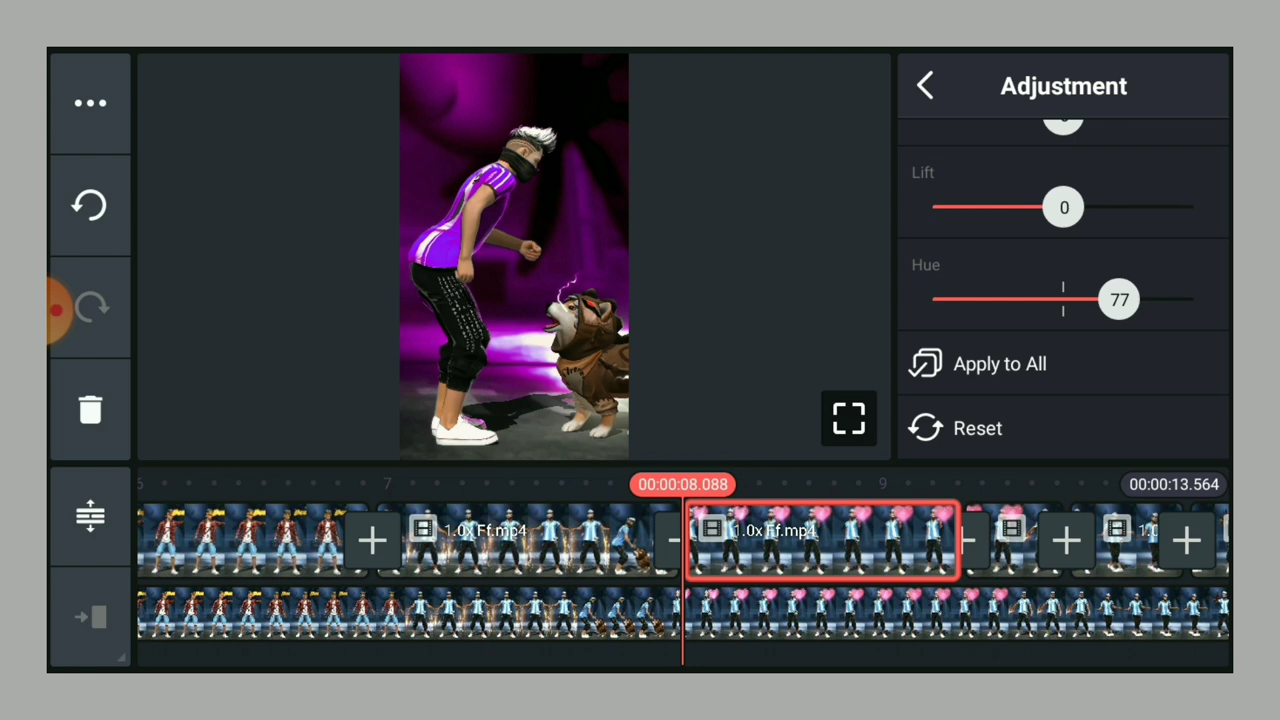 Adjustment
Lift
0
Hue
77
Apply to All
Reset
6
7
00:00:08.088
9
00:00:13.564
1.0x Ff.mp4
1.0x Ff.mp4